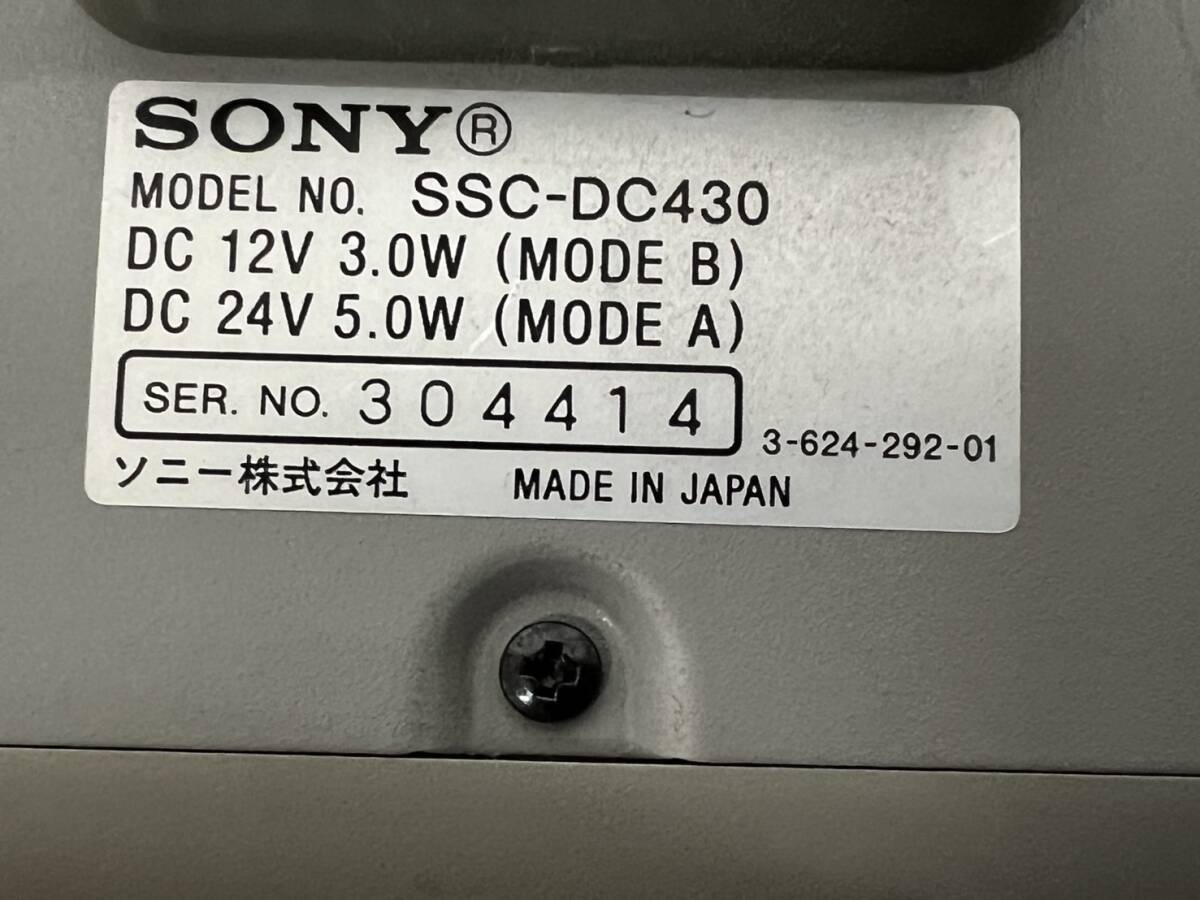 SONY®
MODEL NO. SSC-DC430
DC 12V 3.0W (MODE B)
DC 24V 5.0W (MODE A)
SER. NO. 304414
3-624-292-01
ソニー株式会社 MADE IN JAPAN